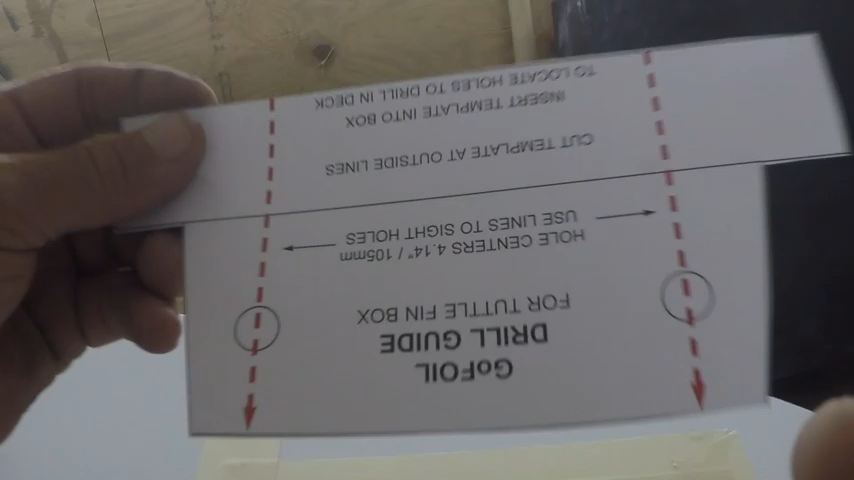 GoFOIL
DRILL GUIDE
FOR TUTTLE FIN BOX
HOLE CENTERS 4.14" / 105mm
USE LINES TO SIGHT HOLES
CUT TEMPLATE AT OUTSIDE LINES
INSERT TEMPLATE INTO BOX
TO LOCATE HOLES TO DRILL IN DECK